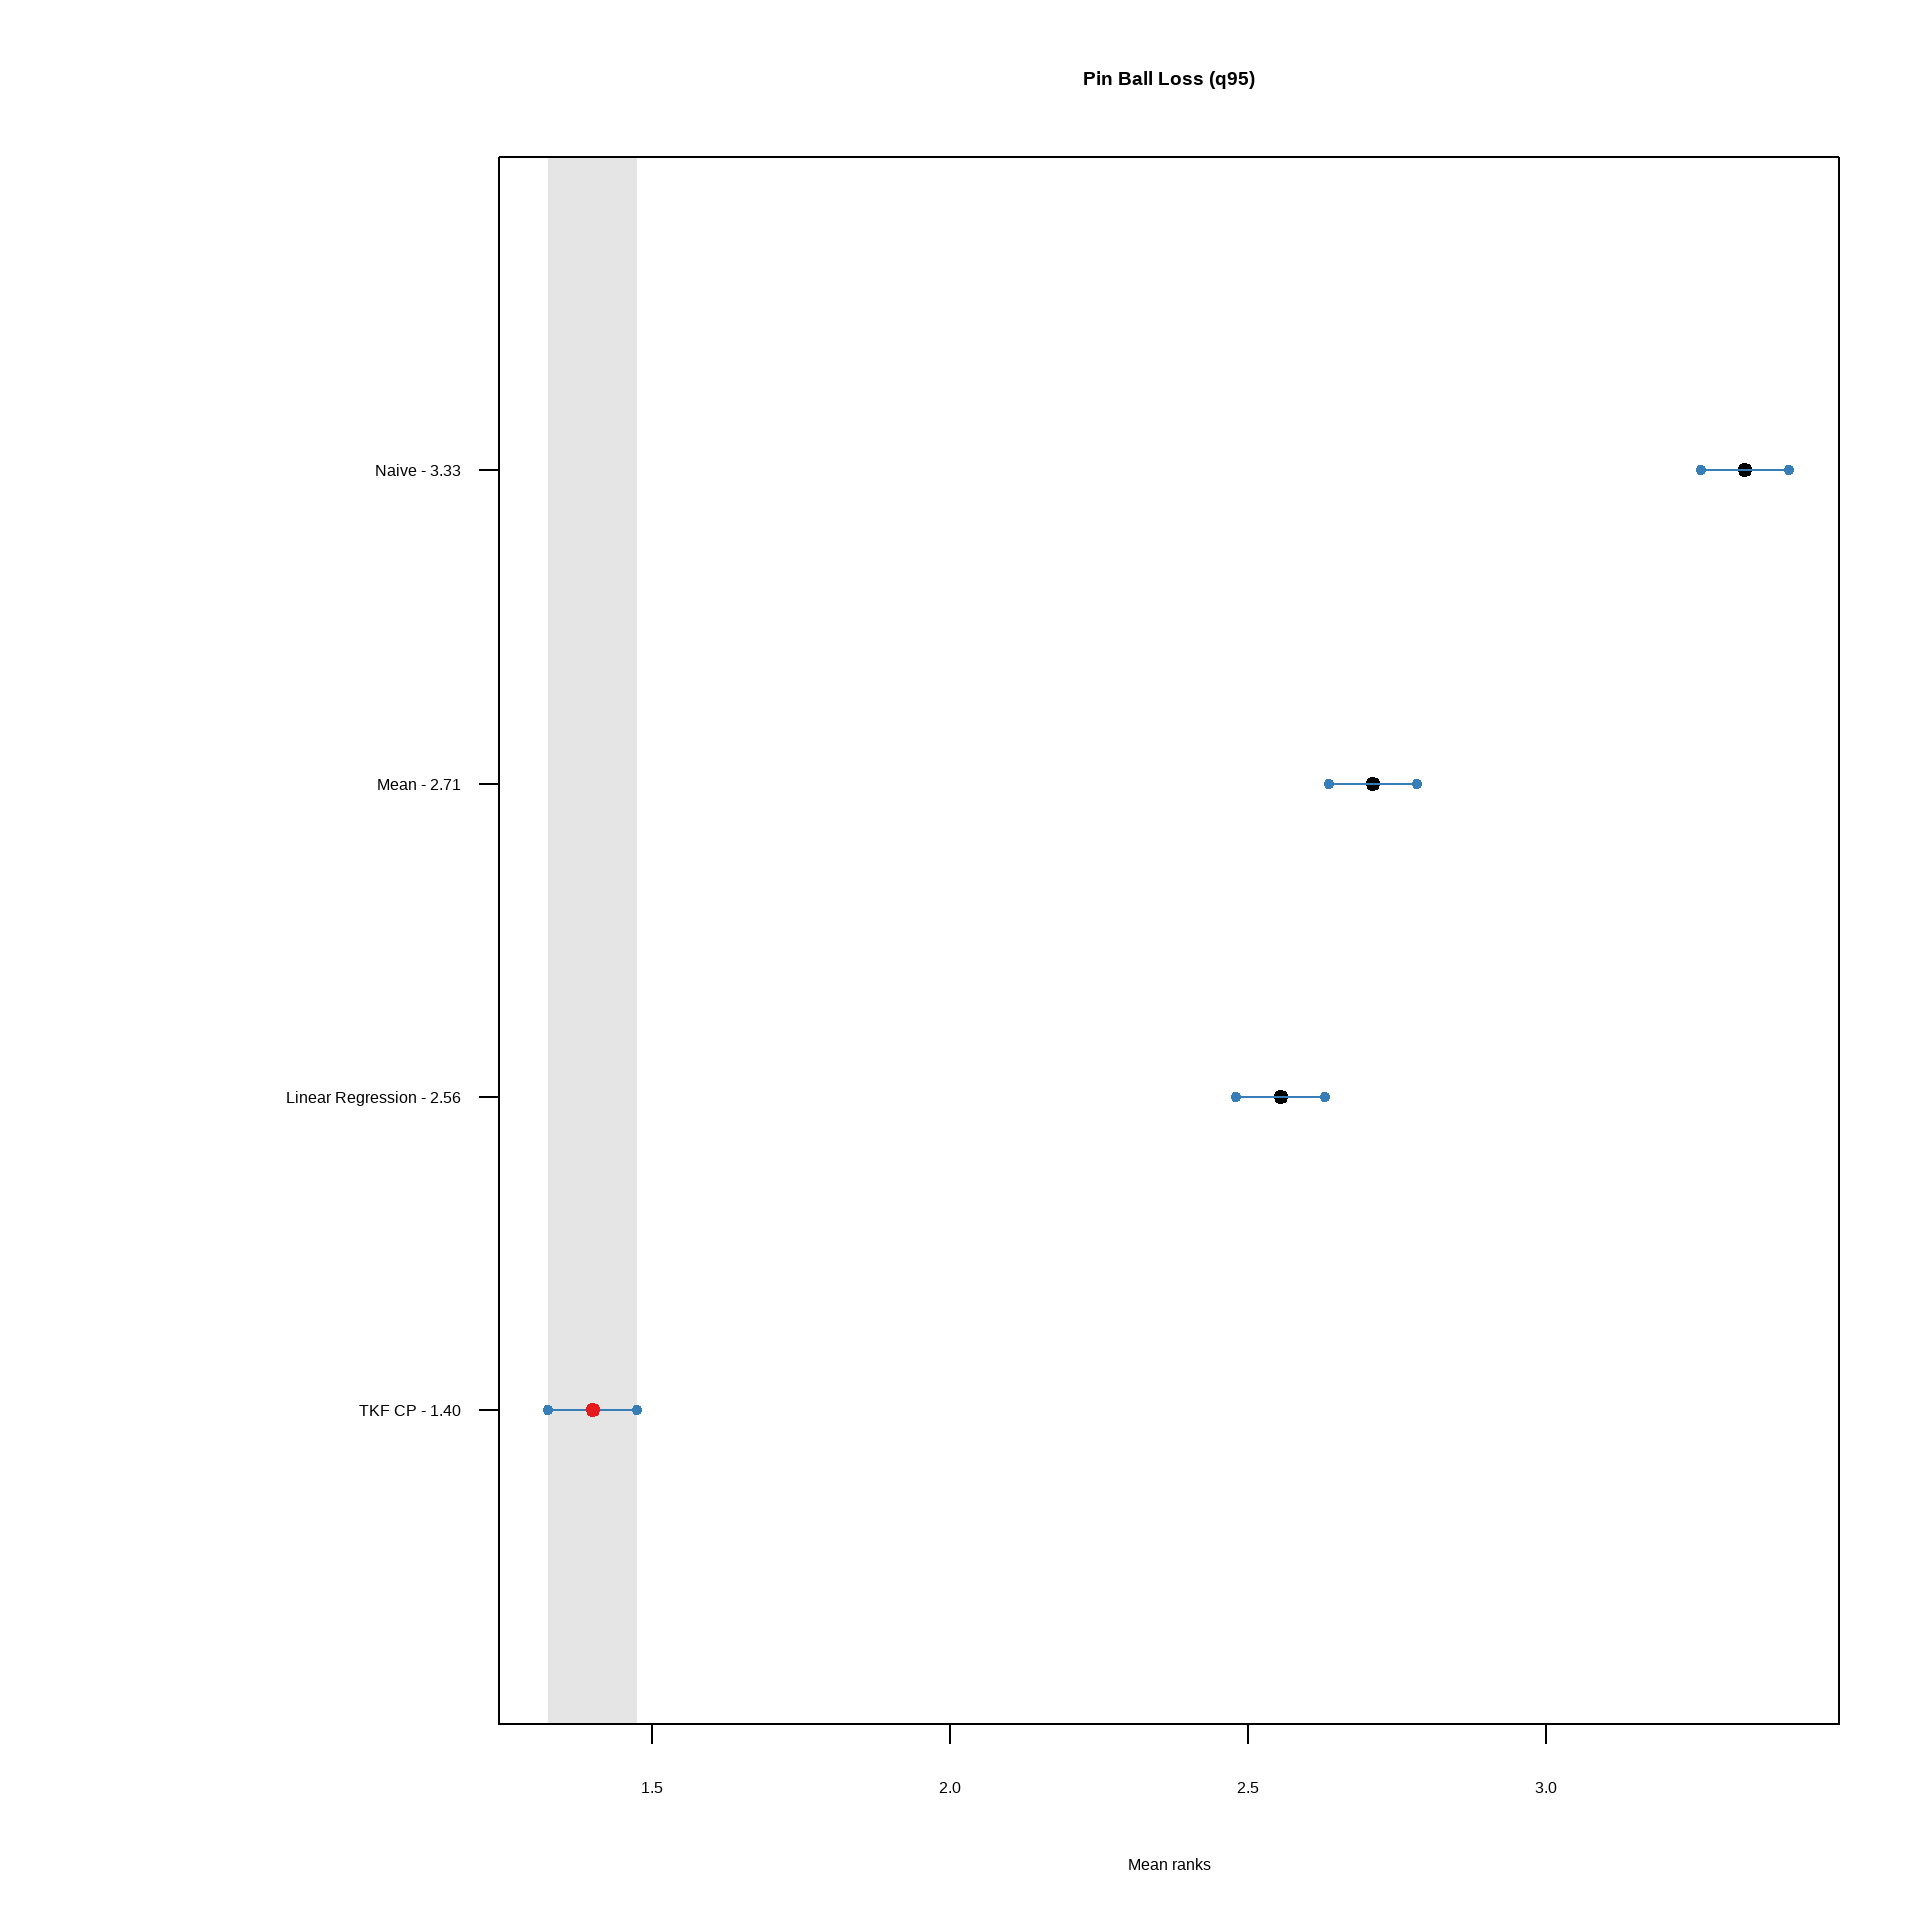 Pin Ball Loss (q95)
Naive - 3.33
Mean - 2.71
Linear Regression - 2.56
TKF CP - 1.40
1.5 2.0 2.5 3.0
Mean ranks